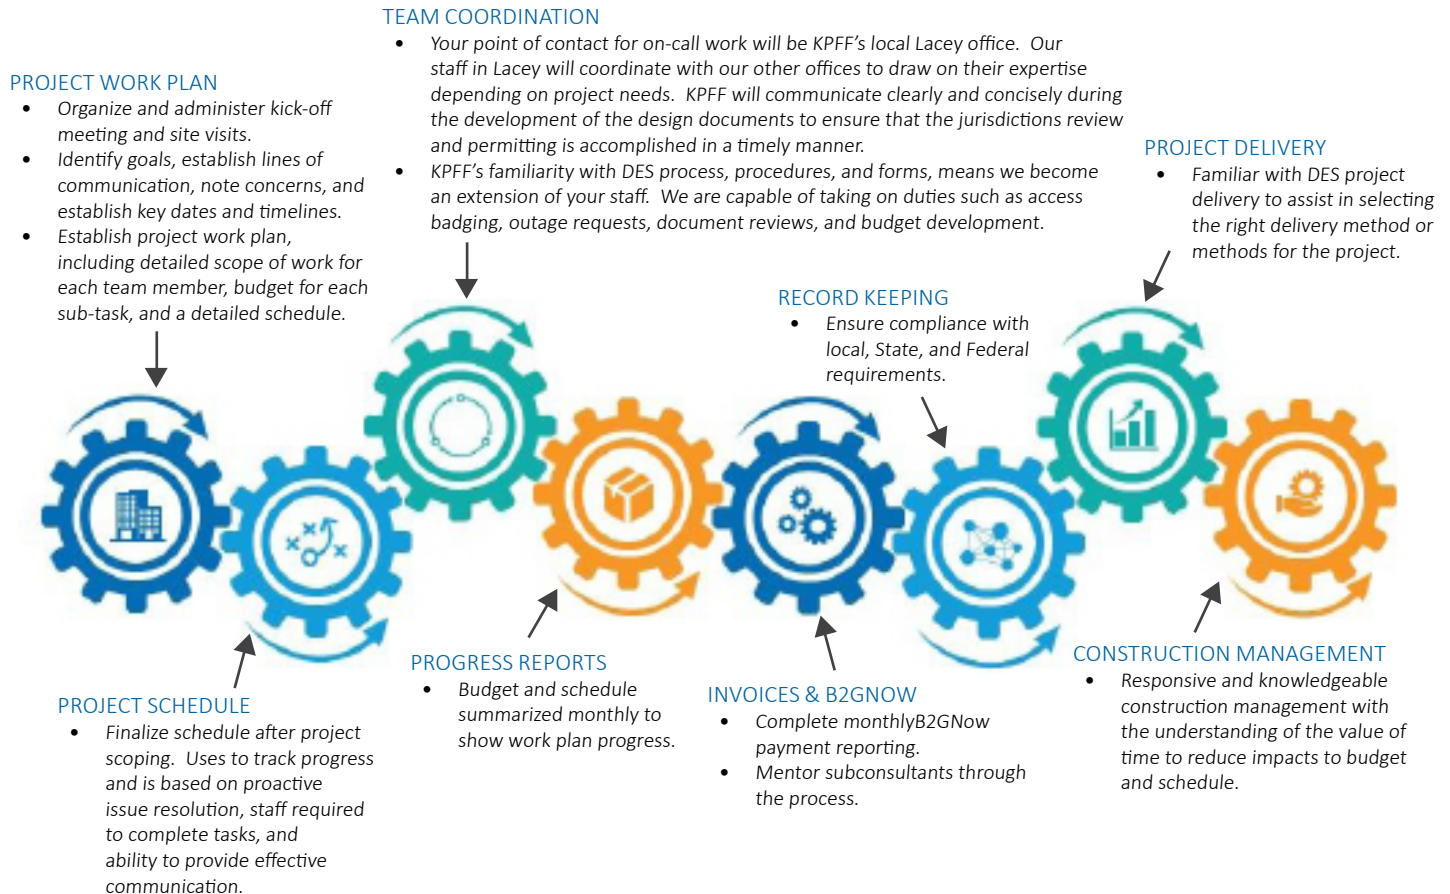 TEAM COORDINATION
• Your point of contact for on-call work will be KPFF's local Lacey office.  Our
staff in Lacey will coordinate with our other offices to draw on their expertise
depending on project needs.  KPFF will communicate clearly and concisely during
the development of the design documents to ensure that the jurisdictions review
and permitting is accomplished in a timely manner.
• KPFF's familiarity with DES process, procedures, and forms, means we become
an extension of your staff.  We are capable of taking on duties such as access
badging, outage requests, document reviews, and budget development.
PROJECT WORK PLAN
• Organize and administer kick-off
meeting and site visits.
• Identify goals, establish lines of
communication, note concerns, and
establish key dates and timelines.
• Establish project work plan,
including detailed scope of work for
each team member, budget for each
sub-task, and a detailed schedule.
PROJECT DELIVERY
• Familiar with DES project
delivery to assist in selecting
the right delivery method or
methods for the project.
RECORD KEEPING
• Ensure compliance with
local, State, and Federal
requirements.
PROJECT SCHEDULE
• Finalize schedule after project
scoping.  Uses to track progress
and is based on proactive
issue resolution, staff required
to complete tasks, and
ability to provide effective
communication.
PROGRESS REPORTS
• Budget and schedule
summarized monthly to
show work plan progress.
INVOICES & B2GNOW
• Complete monthlyB2GNow
payment reporting.
• Mentor subconsultants through
the process.
CONSTRUCTION MANAGEMENT
• Responsive and knowledgeable
construction management with
the understanding of the value of
time to reduce impacts to budget
and schedule.